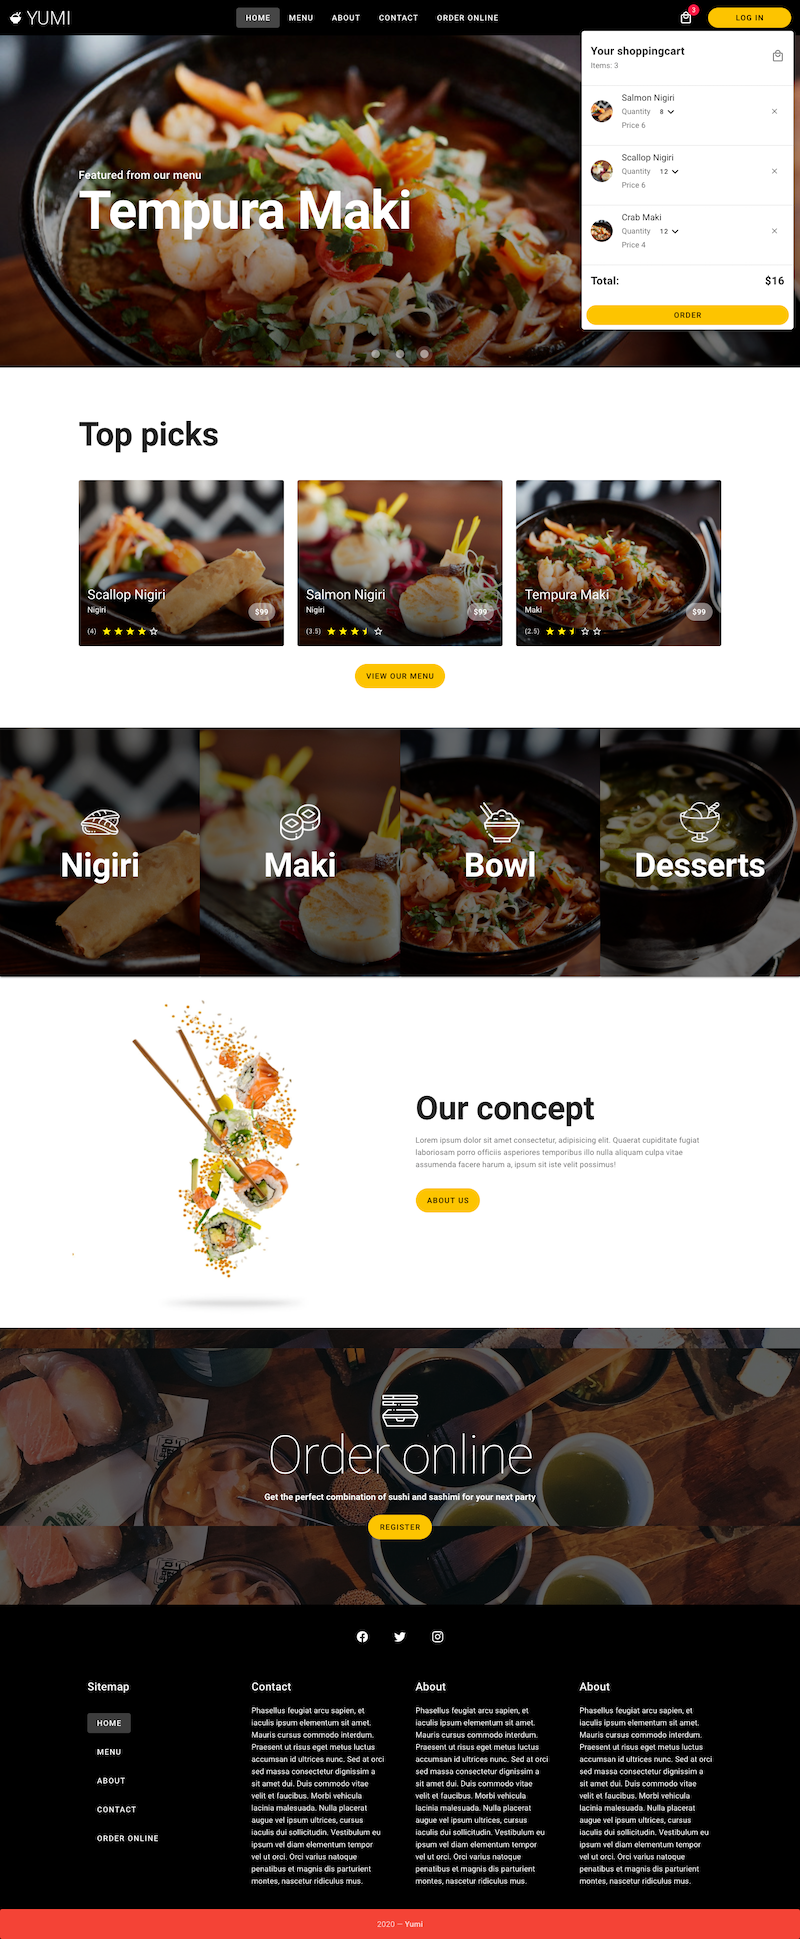 YUMI
HOME MENU ABOUT CONTACT ORDER ONLINE
3
LOG IN
Your shoppingcart
Items: 3
Salmon Nigiri
Quantity 8
Price 6
Scallop Nigiri
Quantity 12
Price 6
Crab Maki
Quantity 12
Price 4
Total: $16
ORDER
Featured from our menu
Tempura Maki
Top picks
Scallop Nigiri
Nigiri
$99
(4)
Salmon Nigiri
Nigiri
$99
(3.5)
Tempura Maki
Maki
$99
(2.5)
VIEW OUR MENU
Nigiri
Maki
Bowl
Desserts
Our concept
Lorem ipsum dolor sit amet consectetur, adipisicing elit. Quaerat cupiditate fugiat
laboriosam porro officiis asperiores temporibus illo nulla aliquam culpa vitae
assumenda facere harum a, ipsum sit iste velit possimus!
ABOUT US
Order online
Get the perfect combination of sushi and sashimi for your next party
REGISTER
Sitemap
HOME
MENU
ABOUT
CONTACT
ORDER ONLINE
Contact
Phasellus feugiat arcu sapien, et
iaculis ipsum elementum sit amet.
Mauris cursus commodo interdum.
Praesent ut risus eget metus luctus
accumsan id ultrices nunc. Sed at orci
sed massa consectetur dignissim a
sit amet dui. Duis commodo vitae
velit et faucibus. Morbi vehicula
lacinia malesuada. Nulla placerat
augue vel ipsum ultrices, cursus
iaculis dui sollicitudin. Vestibulum eu
ipsum vel diam elementum tempor
vel ut orci. Orci varius natoque
penatibus et magnis dis parturient
montes, nascetur ridiculus mus.
About
Phasellus feugiat arcu sapien, et
iaculis ipsum elementum sit amet.
Mauris cursus commodo interdum.
Praesent ut risus eget metus luctus
accumsan id ultrices nunc. Sed at orci
sed massa consectetur dignissim a
sit amet dui. Duis commodo vitae
velit et faucibus. Morbi vehicula
lacinia malesuada. Nulla placerat
augue vel ipsum ultrices, cursus
iaculis dui sollicitudin. Vestibulum eu
ipsum vel diam elementum tempor
vel ut orci. Orci varius natoque
penatibus et magnis dis parturient
montes, nascetur ridiculus mus.
About
Phasellus feugiat arcu sapien, et
iaculis ipsum elementum sit amet.
Mauris cursus commodo interdum.
Praesent ut risus eget metus luctus
accumsan id ultrices nunc. Sed at orci
sed massa consectetur dignissim a
sit amet dui. Duis commodo vitae
velit et faucibus. Morbi vehicula
lacinia malesuada. Nulla placerat
augue vel ipsum ultrices, cursus
iaculis dui sollicitudin. Vestibulum eu
ipsum vel diam elementum tempor
vel ut orci. Orci varius natoque
penatibus et magnis dis parturient
montes, nascetur ridiculus mus.
2020 — Yumi